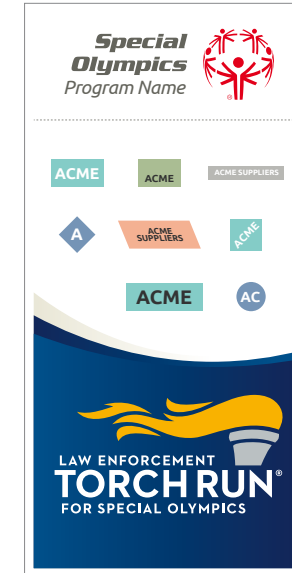 Special
Olympics
Program Name
®
ACME
ACME
ACME SUPPLIERS
A
ACME
SUPPLIERS
ACME
ACME
AC
LAW ENFORCEMENT
TORCH RUN®
FOR SPECIAL OLYMPICS